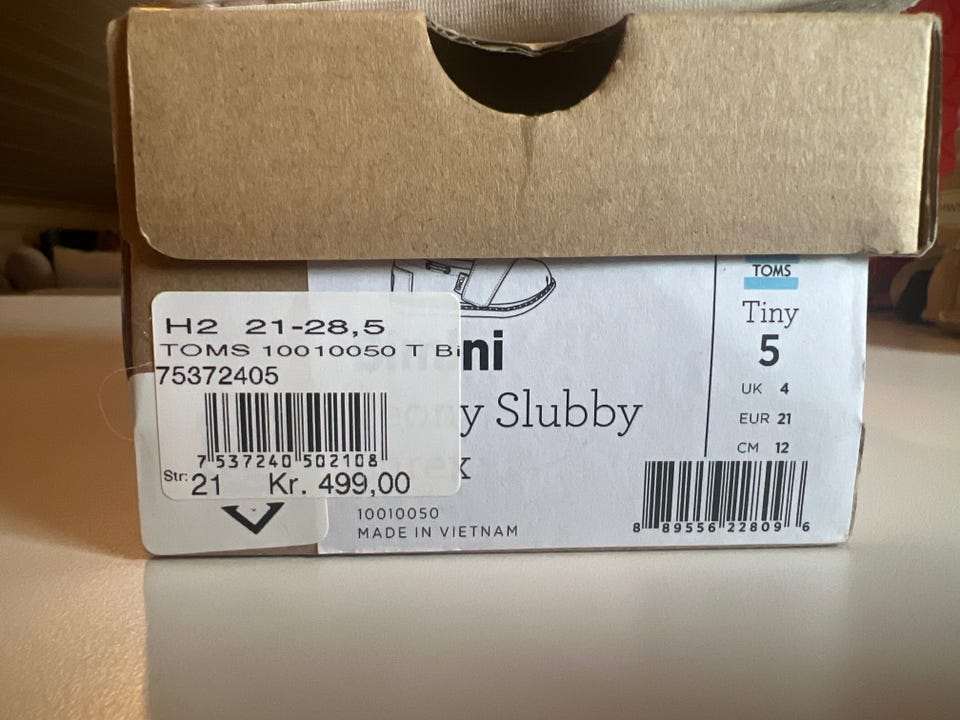 TOMS
Tiny
5
UK 4
EUR 21
CM 12
8 89556 22809 6
H2 21-28,5
TOMS 10010050 T Bi
75372405
7 537240 502108
Str: 21 Kr. 499,00
ni
y Slubby
x
10010050
MADE IN VIETNAM